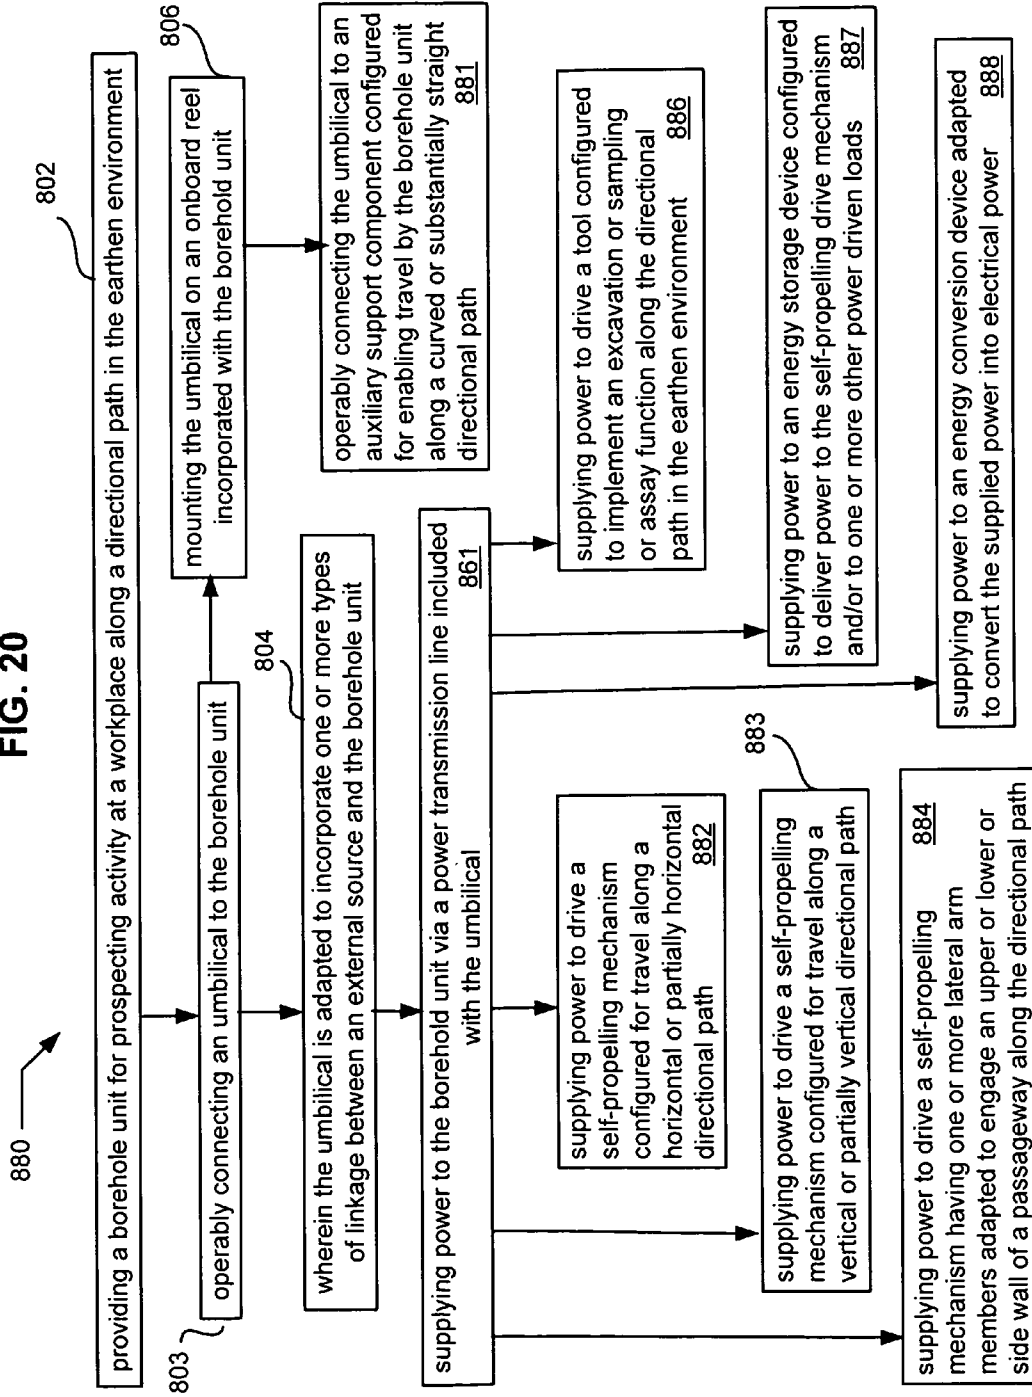 FIG. 20
880
802
providing a borehole unit for prospecting activity at a workplace along a directional path in the earthen environment
803
operably connecting an umbilical to the borehole unit
806
mounting the umbilical on an onboard reel
incorporated with the borehole unit
804
wherein the umbilical is adapted to incorporate one or more types
of linkage between an external source and the borehole unit
operably connecting the umbilical to an
auxiliary support component configured
for enabling travel by the borehole unit
along a curved or substantially straight
directional path 881
supplying power to the borehole unit via a power transmission line included
with the umbilical 861
supplying power to drive a
self-propelling mechanism
configured for travel along a
horizontal or partially horizontal
directional path 882
supplying power to drive a tool configured
to implement an excavation or sampling
or assay function along the directional
path in the earthen environment 886
883
supplying power to drive a self-propelling
mechanism configured for travel along a
vertical or partially vertical directional path
supplying power to an energy storage device configured
to deliver power to the self-propelling drive mechanism
and/or to one or more other power driven loads 887
supplying power to drive a self-propelling
mechanism having one or more lateral arm 884
members adapted to engage an upper or lower or
side wall of a passageway along the directional path
supplying power to an energy conversion device adapted
to convert the supplied power into electrical power 888